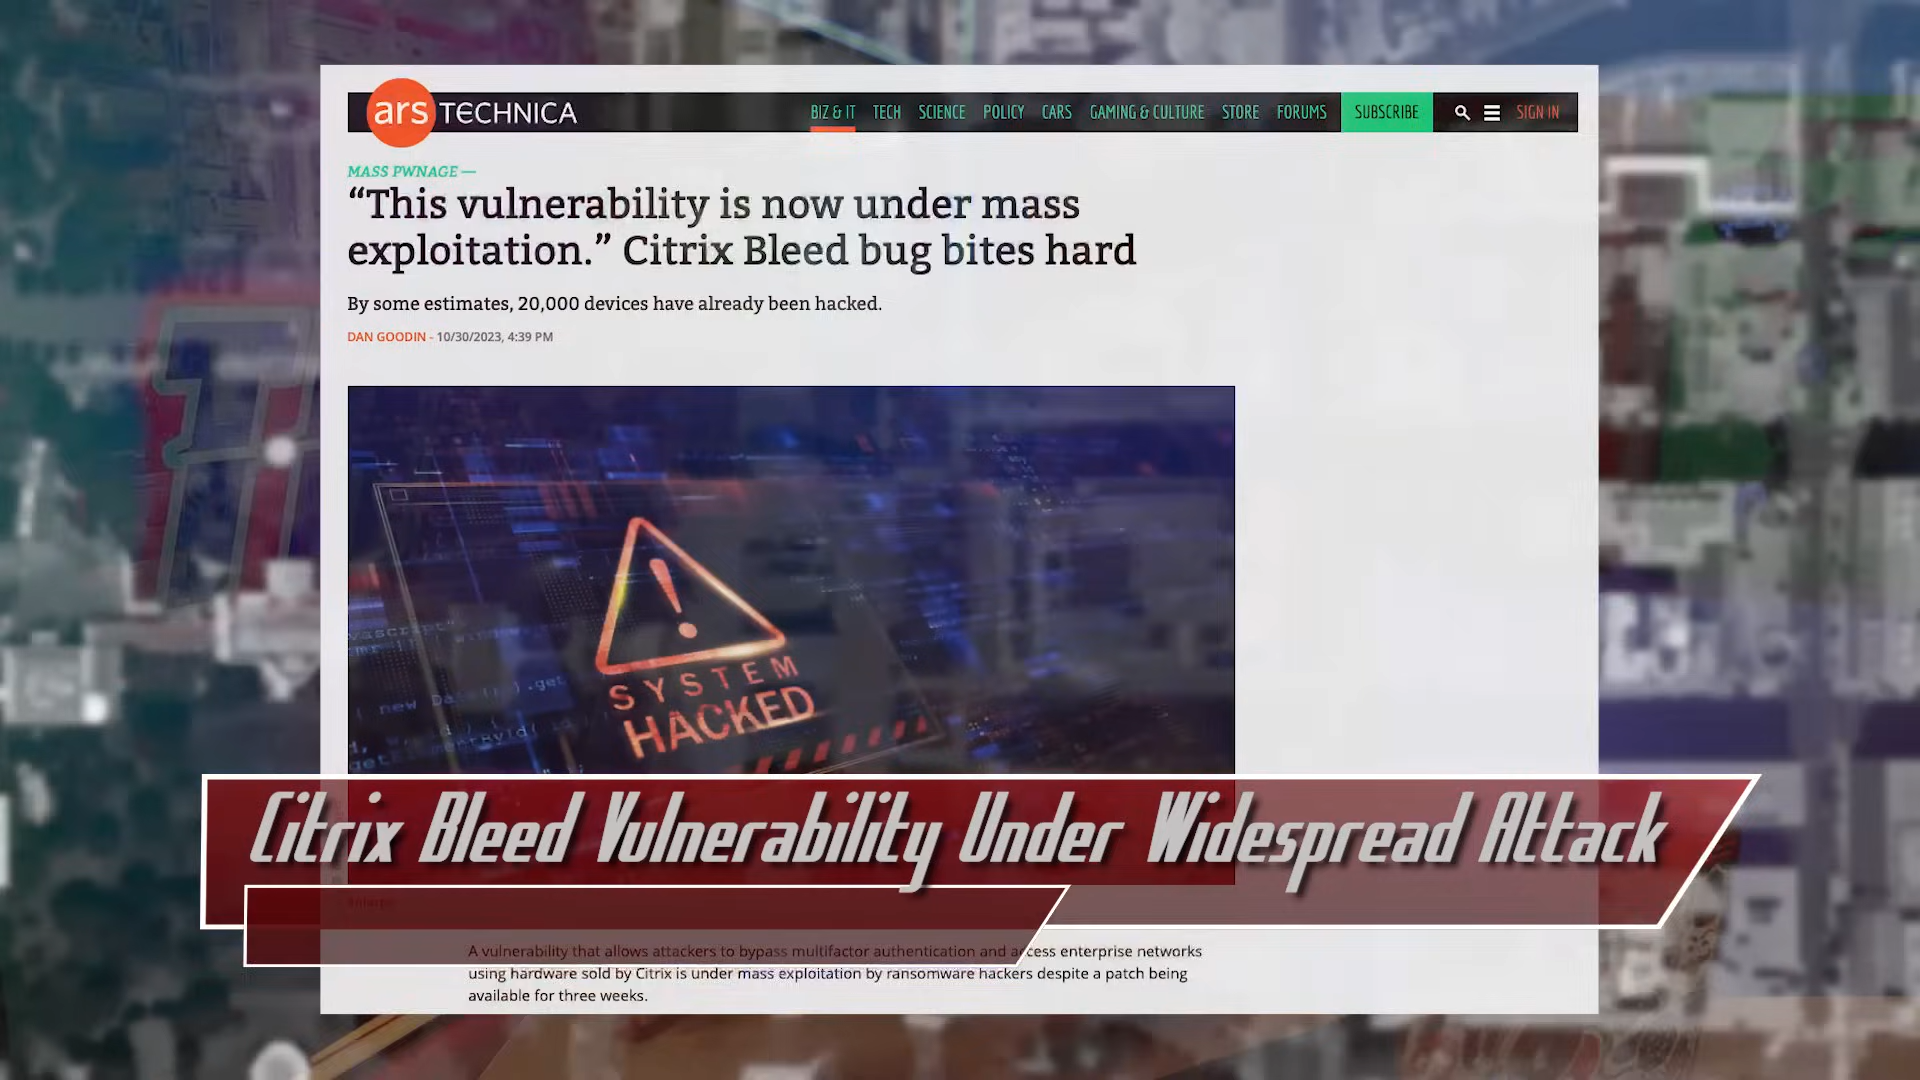 ars TECHNICA
BIZ & IT TECH SCIENCE POLICY CARS GAMING & CULTURE STORE FORUMS SUBSCRIBE SIGN IN
MASS PWNAGE —
“This vulnerability is now under mass
exploitation.” Citrix Bleed bug bites hard
By some estimates, 20,000 devices have already been hacked.
DAN GOODIN - 10/30/2023, 4:39 PM
SYSTEM
HACKED
Citrix Bleed Vulnerability Under Widespread Attack
A vulnerability that allows attackers to bypass multifactor authentication and access enterprise networks
using hardware sold by Citrix is under mass exploitation by ransomware hackers despite a patch being
available for three weeks.